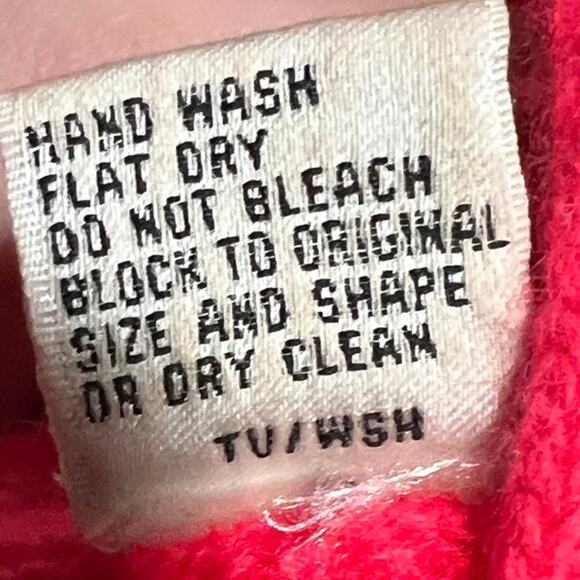 HAND WASH
FLAT DRY
DO NOT BLEACH
BLOCK TO ORIGINAL
SIZE AND SHAPE
OR DRY CLEAN
TV/WSH